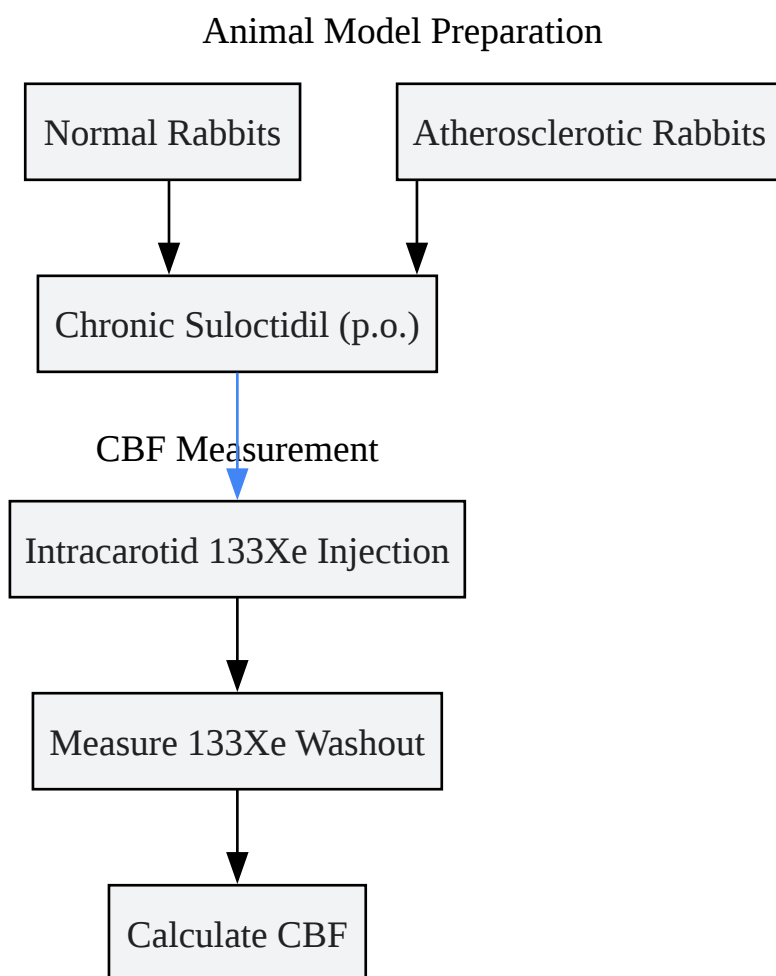 Animal Model Preparation
Normal Rabbits
Atherosclerotic Rabbits
Chronic Suloctidil (p.o.)
CBF Measurement
Intracarotid 133Xe Injection
Measure 133Xe Washout
Calculate CBF